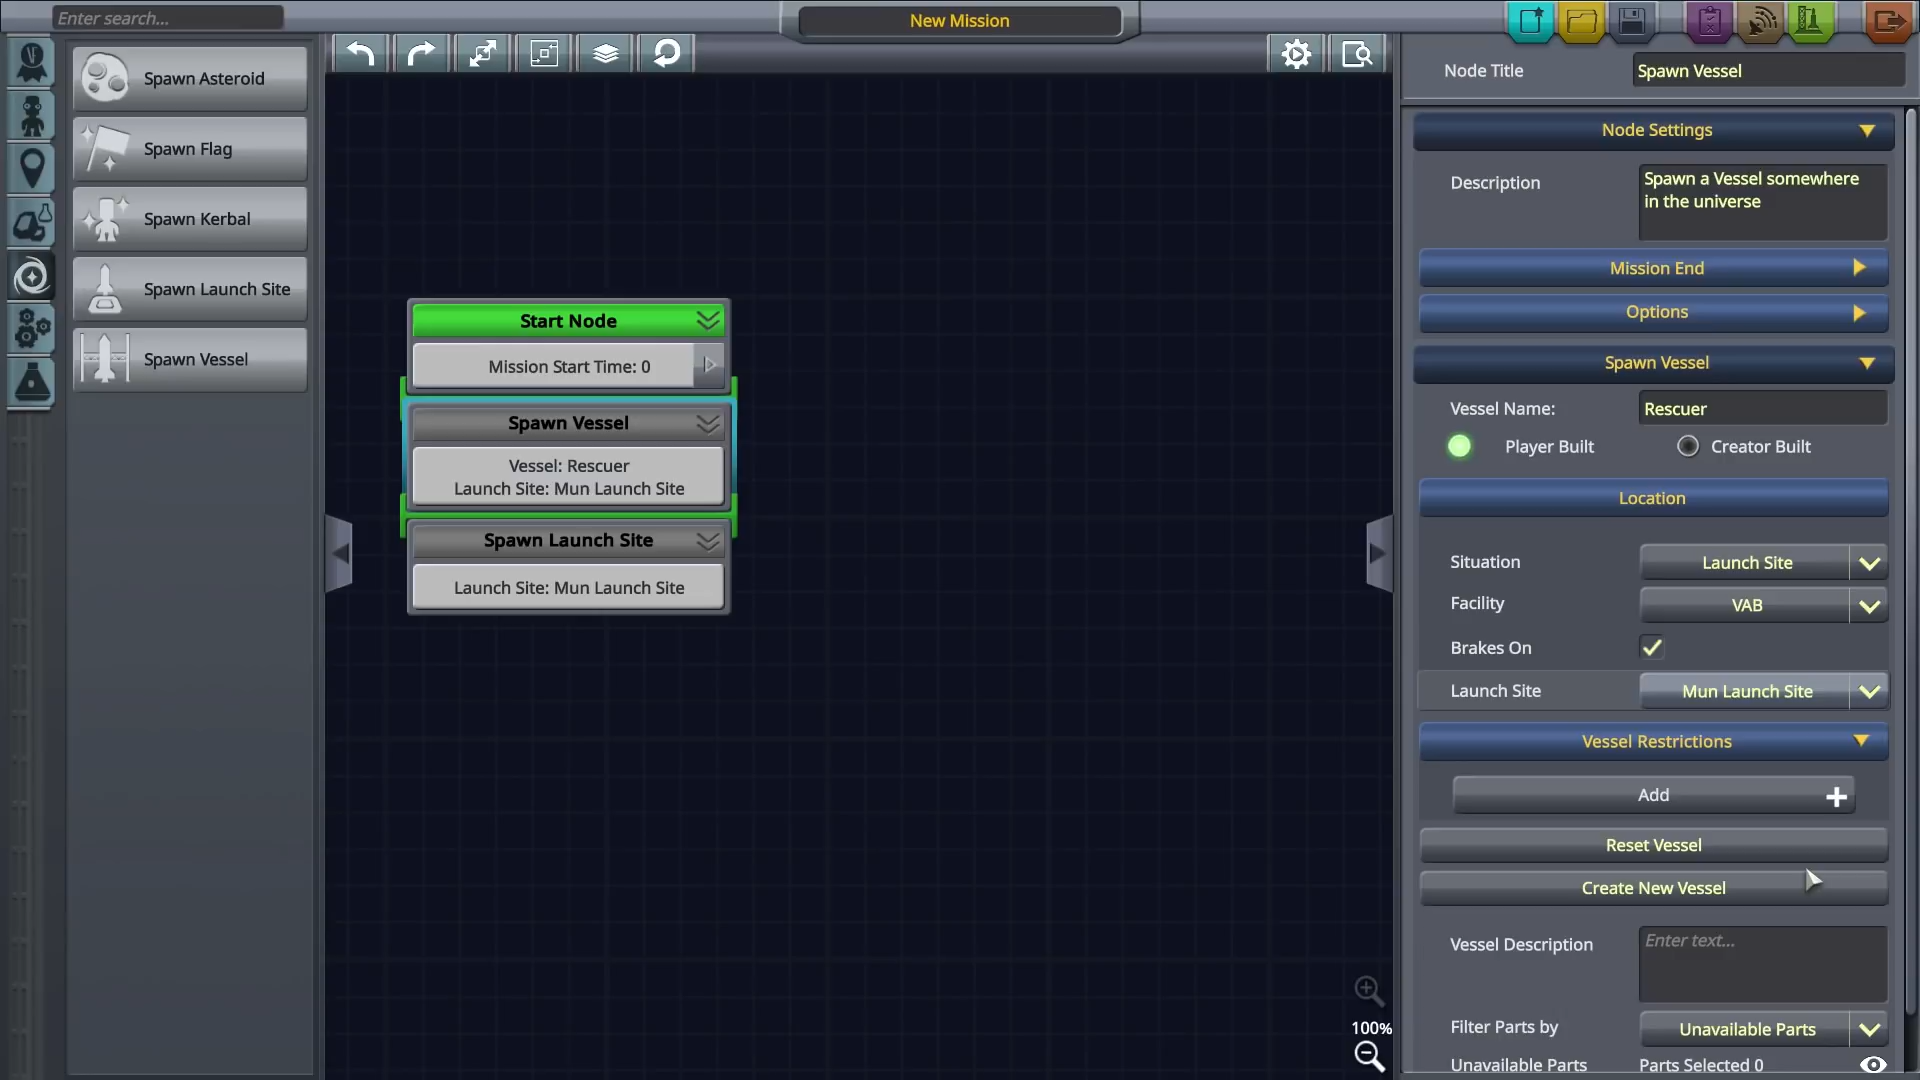 Enter search...
New Mission
Spawn Asteroid
Spawn Flag
Spawn Kerbal
Spawn Launch Site
Spawn Vessel
Start Node
Mission Start Time: 0
Spawn Vessel
Vessel: Rescuer
Launch Site: Mun Launch Site
Spawn Launch Site
Launch Site: Mun Launch Site
100%
Node Title
Spawn Vessel
Node Settings
Description
Spawn a Vessel somewhere
in the universe
Mission End
Options
Spawn Vessel
Vessel Name:
Rescuer
Player Built
Creator Built
Location
Situation
Launch Site
Facility
VAB
Brakes On
Launch Site
Mun Launch Site
Vessel Restrictions
Add
Reset Vessel
Create New Vessel
Vessel Description
Enter text...
Filter Parts by
Unavailable Parts
Unavailable Parts
Parts Selected 0